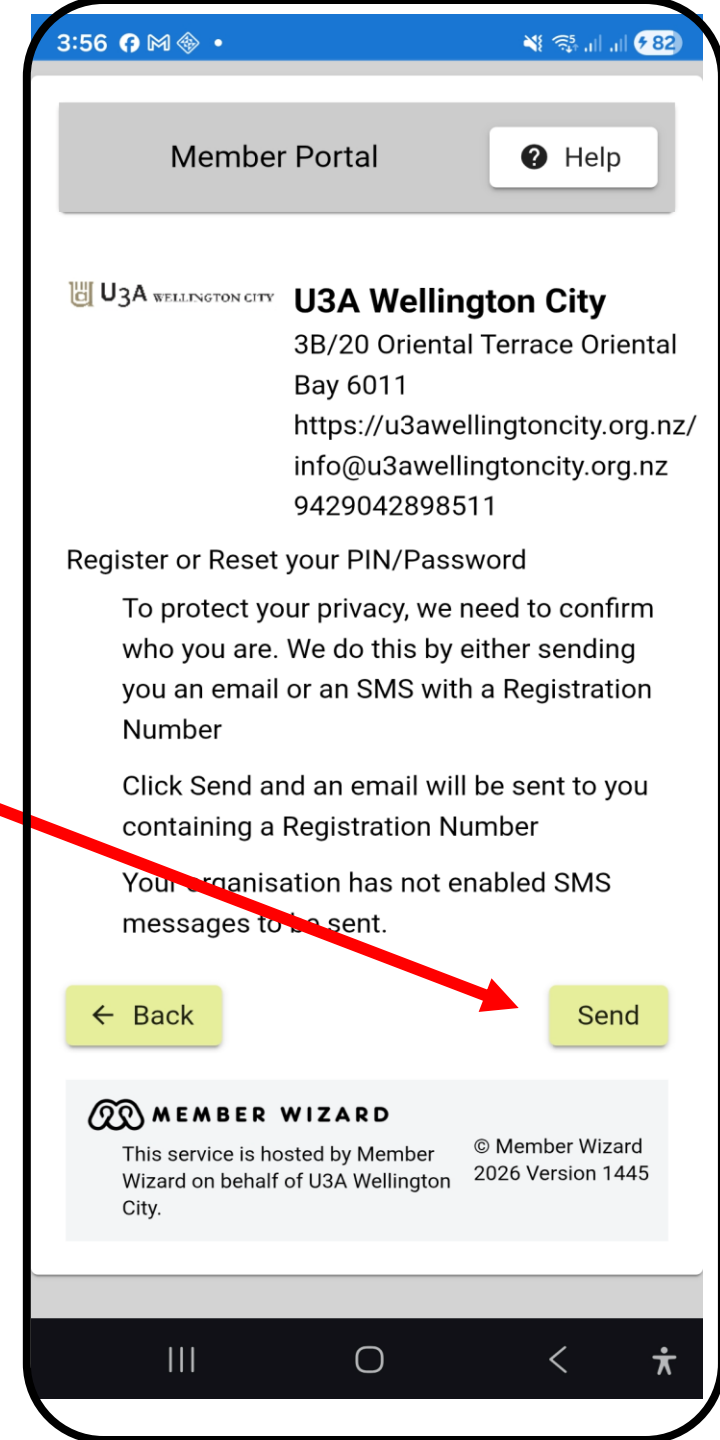 3:56
82
Member Portal
Help
U3A WELLINGTON CITY
U3A Wellington City
3B/20 Oriental Terrace Oriental
Bay 6011
https://u3awellingtoncity.org.nz/
info@u3awellingtoncity.org.nz
9429042898511
Register or Reset your PIN/Password
To protect your privacy, we need to confirm
who you are. We do this by either sending
you an email or an SMS with a Registration
Number
Click Send and an email will be sent to you
containing a Registration Number
Your organisation has not enabled SMS
messages to be sent.
← Back
Send
MEMBER WIZARD
This service is hosted by Member
Wizard on behalf of U3A Wellington
City.
© Member Wizard
2026 Version 1445